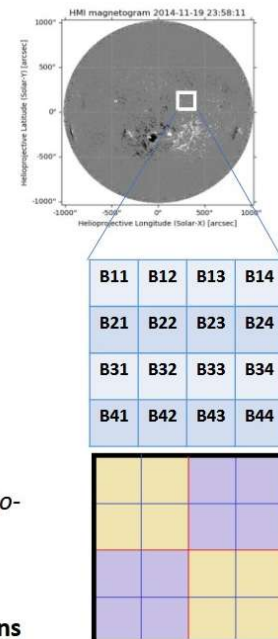 HMI magnetogram 2014-11-19 23:58:11
Helioprojective Latitude (Solar-Y) [arcsec]
1000"
500"
0"
-500"
-1000"
-1000" -500" 0" 500" 1000"
Helioprojective Longitude (Solar-X) [arcsec]
B11 B12 B13 B14
B21 B22 B23 B24
B31 B32 B33 B34
B41 B42 B43 B44
o-
ns